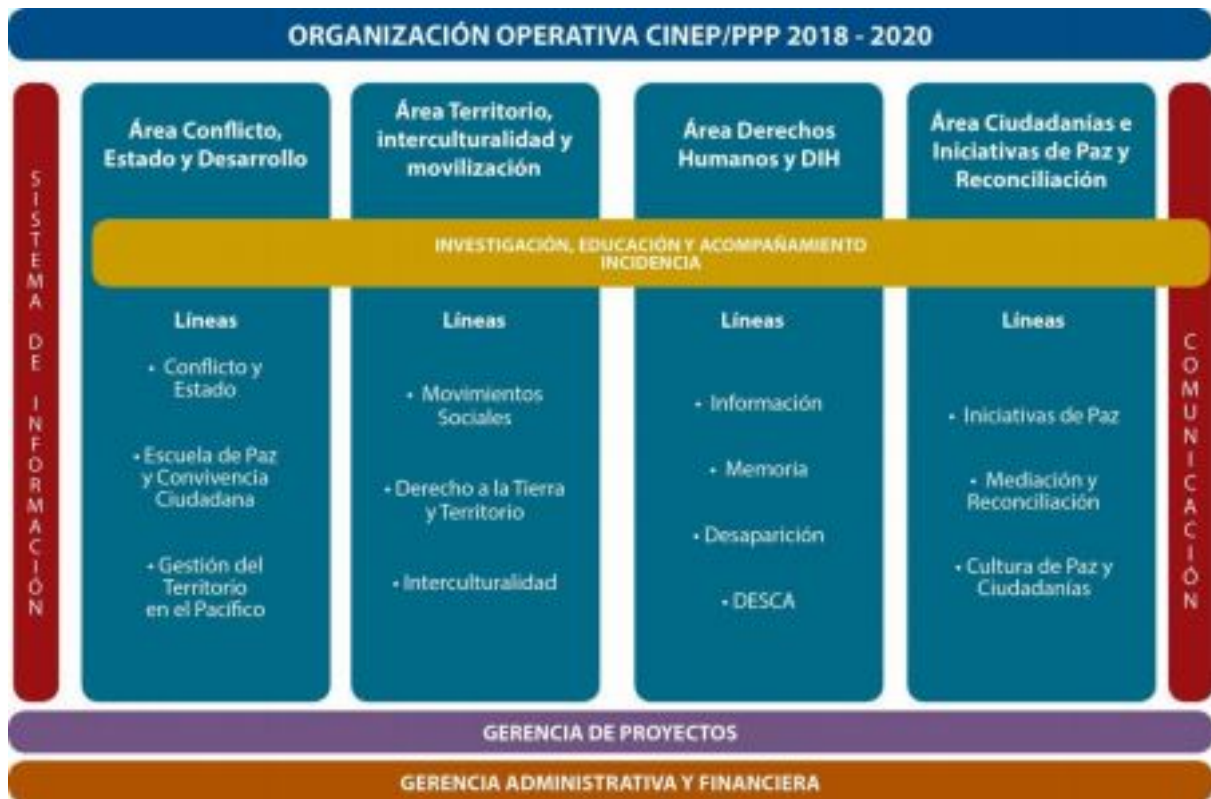 ORGANIZACIÓN OPERATIVA CINEP/PPP 2018 - 2020
SISTEMA DE INFORMACIÓN
Área Conflicto,
Estado y Desarrollo
Área Territorio,
interculturalidad y
movilización
Área Derechos
Humanos y DIH
Área Ciudadanías e
Iniciativas de Paz y
Reconciliación
INVESTIGACIÓN, EDUCACIÓN Y ACOMPAÑAMIENTO
INCIDENCIA
Líneas
• Conflicto y
Estado
• Escuela de Paz
y Convivencia
Ciudadana
• Gestión del
Territorio
en el Pacífico
Líneas
• Movimientos
Sociales
• Derecho a la Tierra
y Territorio
• Interculturalidad
Líneas
• Información
• Memoria
• Desaparición
• DESCA
Líneas
• Iniciativas de Paz
• Mediación y
Reconciliación
• Cultura de Paz y
Ciudadanías
COMUNICACIÓN
GERENCIA DE PROYECTOS
GERENCIA ADMINISTRATIVA Y FINANCIERA